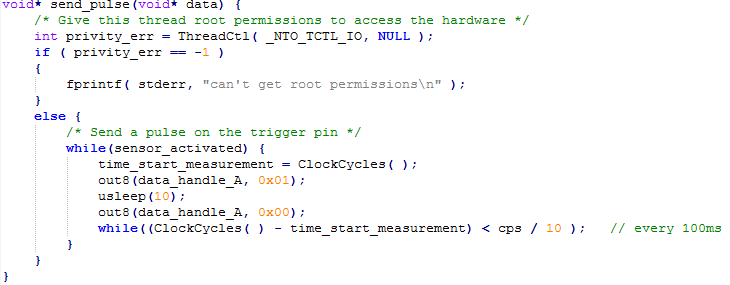 void* send_pulse(void* data) {
    /* Give this thread root permissions to access the hardware */
    int privity_err = ThreadCtl( _NTO_TCTL_IO, NULL );
    if ( privity_err == -1 )
    {
        fprintf( stderr, "can't get root permissions\n" );
    }
    else {
        /* Send a pulse on the trigger pin */
        while(sensor_activated) {
            time_start_measurement = ClockCycles( );
            out8(data_handle_A, 0x01);
            usleep(10);
            out8(data_handle_A, 0x00);
            while((ClockCycles( ) - time_start_measurement) < cps / 10 );   // every 100ms
        }
    }
}